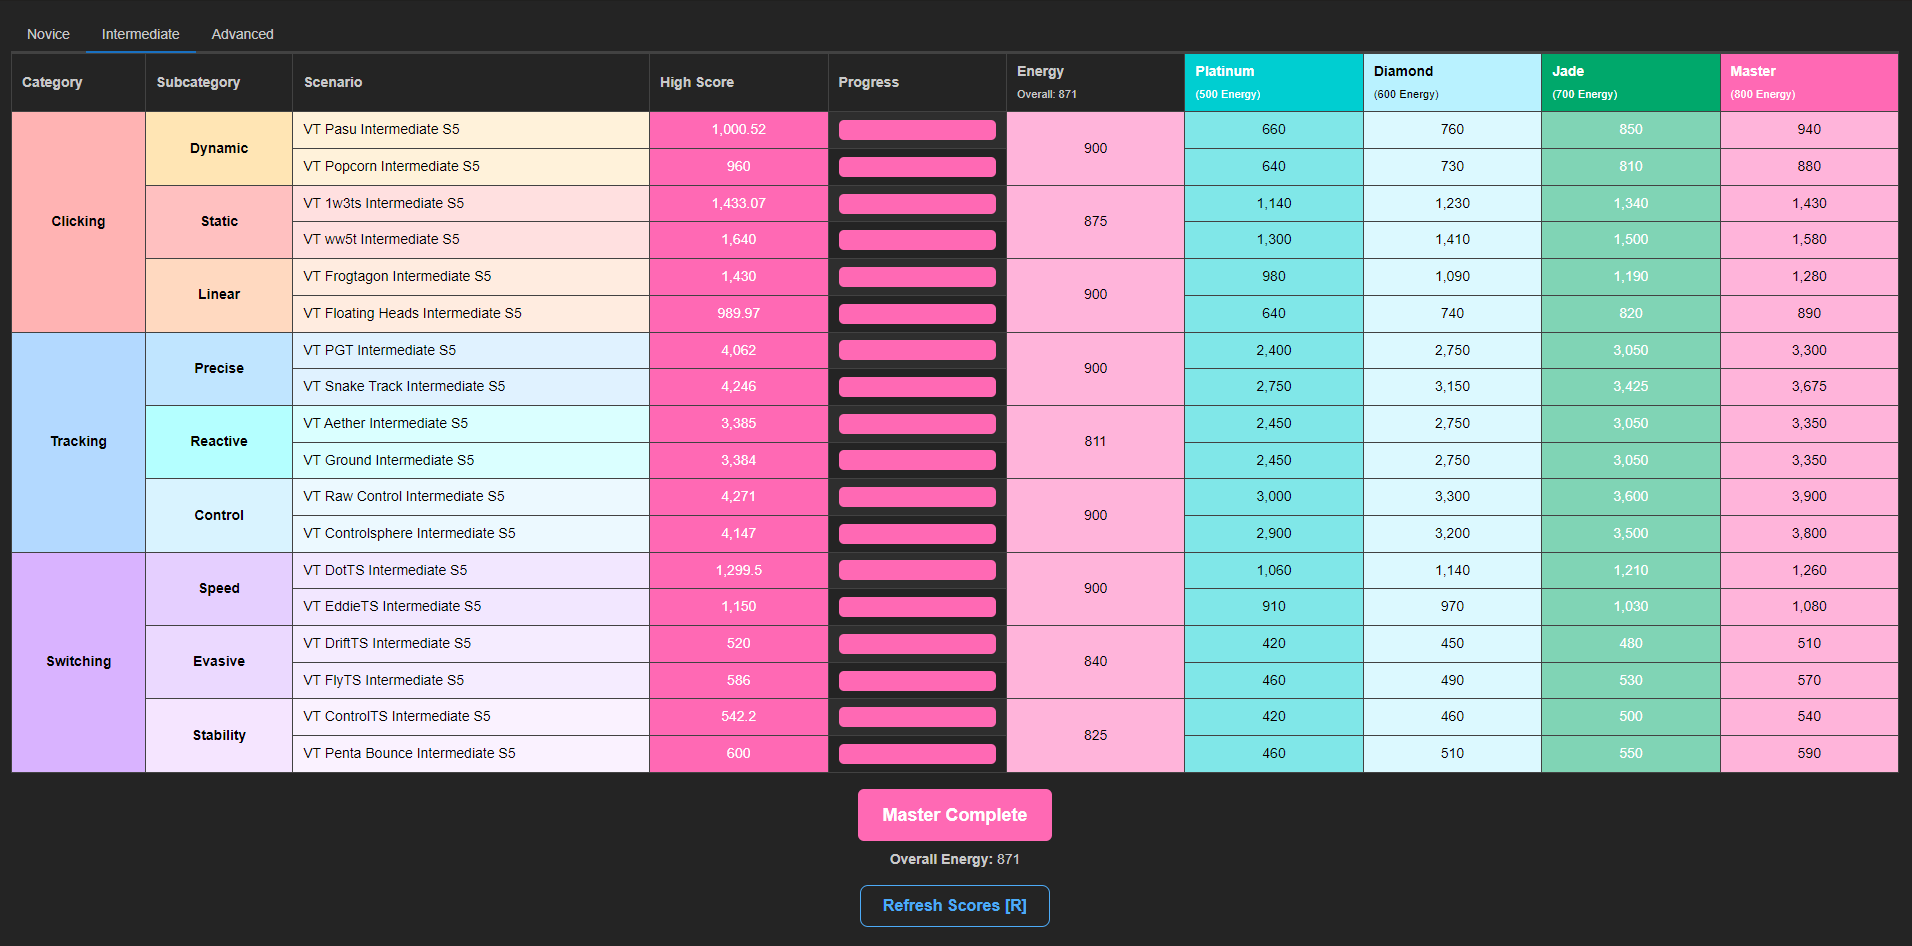 Novice Intermediate Advanced
Category Subcategory Scenario High Score Progress Energy Platinum Diamond Jade Master
Overall: 871 (500 Energy) (600 Energy) (700 Energy) (800 Energy)
VT Pasu Intermediate S5 1,000.52 660 760 850 940
Dynamic 900
VT Popcorn Intermediate S5 960 640 730 810 880
VT 1w3ts Intermediate S5 1,433.07 1,140 1,230 1,340 1,430
Clicking Static 875
VT ww5t Intermediate S5 1,640 1,300 1,410 1,500 1,580
VT Frogtagon Intermediate S5 1,430 980 1,090 1,190 1,280
Linear 900
VT Floating Heads Intermediate S5 989.97 640 740 820 890
VT PGT Intermediate S5 4,062 2,400 2,750 3,050 3,300
Precise 900
VT Snake Track Intermediate S5 4,246 2,750 3,150 3,425 3,675
VT Aether Intermediate S5 3,385 2,450 2,750 3,050 3,350
Tracking Reactive 811
VT Ground Intermediate S5 3,384 2,450 2,750 3,050 3,350
VT Raw Control Intermediate S5 4,271 3,000 3,300 3,600 3,900
Control 900
VT Controlsphere Intermediate S5 4,147 2,900 3,200 3,500 3,800
VT DotTS Intermediate S5 1,299.5 1,060 1,140 1,210 1,260
Speed 900
VT EddieTS Intermediate S5 1,150 910 970 1,030 1,080
VT DriftTS Intermediate S5 520 420 450 480 510
Switching Evasive 840
VT FlyTS Intermediate S5 586 460 490 530 570
VT ControlTS Intermediate S5 542.2 420 460 500 540
Stability 825
VT Penta Bounce Intermediate S5 600 460 510 550 590
Master Complete
Overall Energy: 871
Refresh Scores [R]